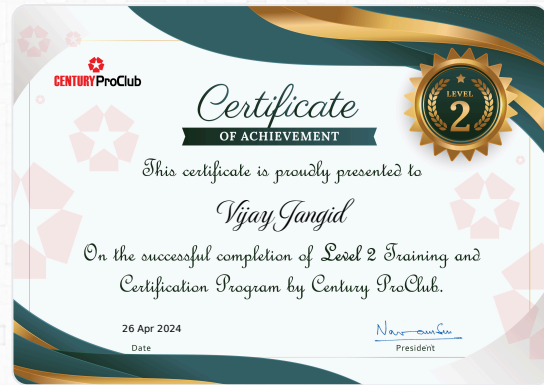 CENTURY ProClub
LEVEL
2
Certificate
OF ACHIEVEMENT
This certificate is proudly presented to
Vijay Jangid
On the successful completion of Level 2 Training and
Certification Program by Century ProClub.
26 Apr 2024
Date
President